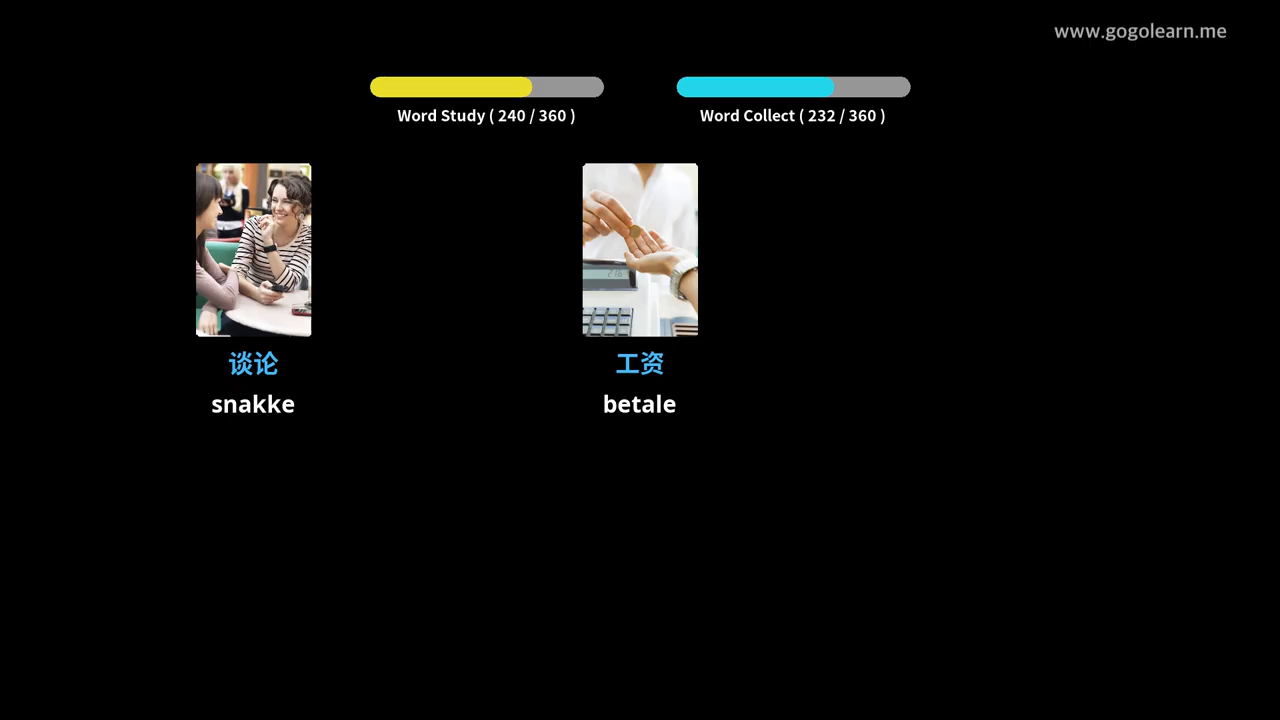 www.gogolearn.me
Word Study ( 240 / 360 )
Word Collect ( 232 / 360 )
谈论
snakke
工资
betale